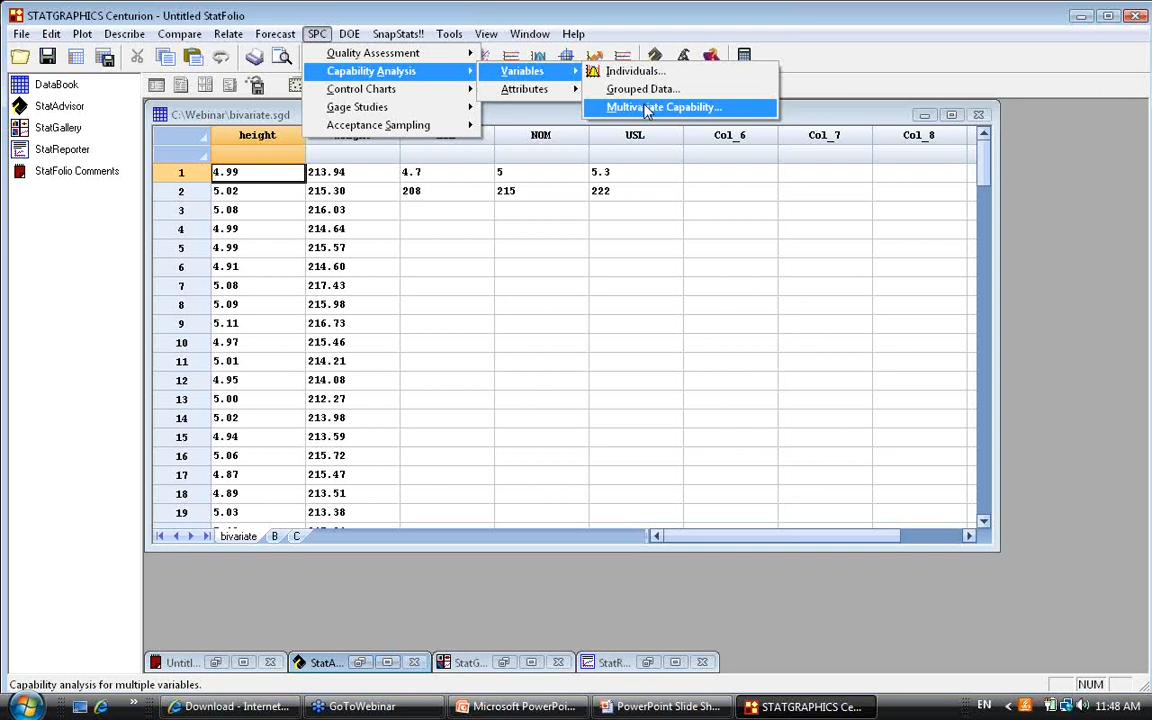 STATGRAPHICS Centurion - Untitled StatFolio
File Edit Plot Describe Compare Relate Forecast SPC DOE SnapStats!! Tools View Window Help
Quality Assessment
Capability Analysis
Control Charts
Gage Studies
Acceptance Sampling
Variables
Attributes
Individuals...
Grouped Data...
Multivariate Capability...
DataBook
StatAdvisor
StatGallery
StatReporter
StatFolio Comments
C:\Webinar\bivariate.sgd
height NOM USL Col_6 Col_7 Col_8
1 4.99 213.94 4.7 5 5.3
2 5.02 215.30 208 215 222
3 5.08 216.03
4 4.99 214.64
5 4.99 215.57
6 4.91 214.60
7 5.08 217.43
8 5.09 215.98
9 5.11 216.73
10 4.97 215.46
11 5.01 214.21
12 4.95 214.08
13 5.00 212.27
14 5.02 213.98
15 4.94 213.59
16 5.06 215.72
17 4.87 215.47
18 4.89 213.51
19 5.03 213.38
bivariate B C
Untitl... StatA... StatG... StatR...
Capability analysis for multiple variables.
NUM
Download - Internet... GoToWebinar Microsoft PowerPo... PowerPoint Slide Sh... STATGRAPHICS Ce... EN 11:48 AM